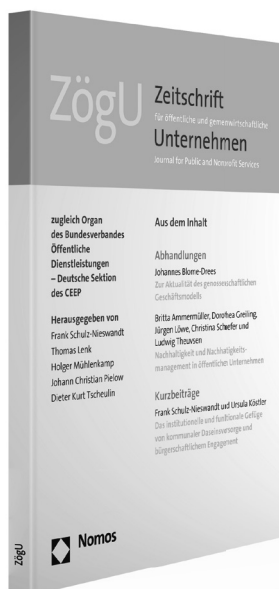 ZögU
Zeitschrift
für öffentliche und gemeinwirtschaftliche
Unternehmen
Journal for Public and Nonprofit Services
zugleich Organ
des Bundesverbandes
Öffentliche
Dienstleistungen
– Deutsche Sektion
des CEEP
Herausgegeben von
Frank Schulz-Nieswandt
Thomas Lenk
Holger Mühlenkamp
Johann Christian Pielow
Dieter Kurt Tscheulin
Aus dem Inhalt
Abhandlungen
Johannes Blome-Drees
Zur Aktualität des genossenschaftlichen
Geschäftsmodells
Britta Ammermüller, Dorothea Greiling,
Jürgen Löwe, Christina Schaefer und
Ludwig Theuvsen
Nachhaltigkeit und Nachhaltigkeits-
management in öffentlichen Unternehmen
Kurzbeiträge
Frank Schulz-Nieswandt und Ursula Köstler
Das institutionelle und funktionale Gefüge
von kommunaler Daseinsvorsorge und
bürgerschaftlichem Engagement
Nomos
ZögU